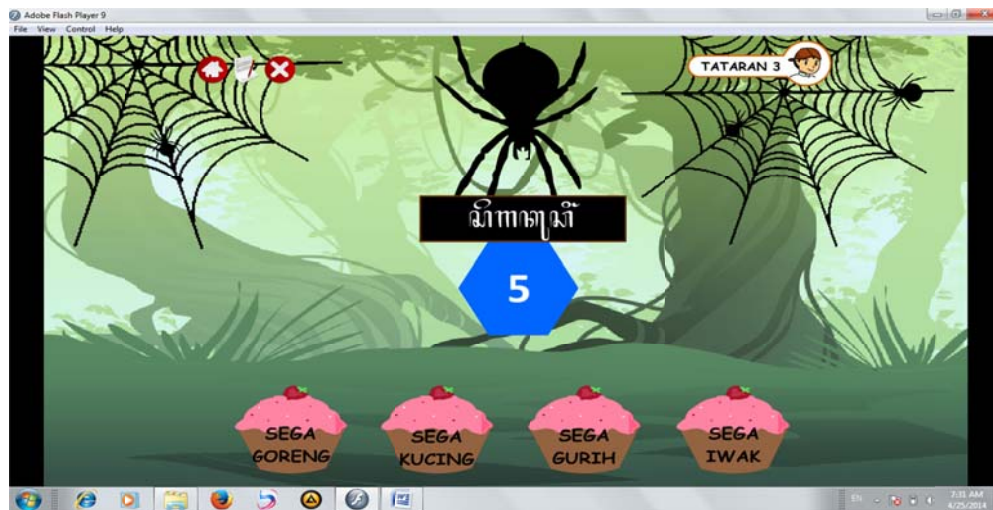 Adobe Flash Player 9
File View Control Help
TATARAN 3
5
SEGA GORENG
SEGA KUCING
SEGA GURIH
SEGA IWAK
EN
7:31 AM
4/25/2014